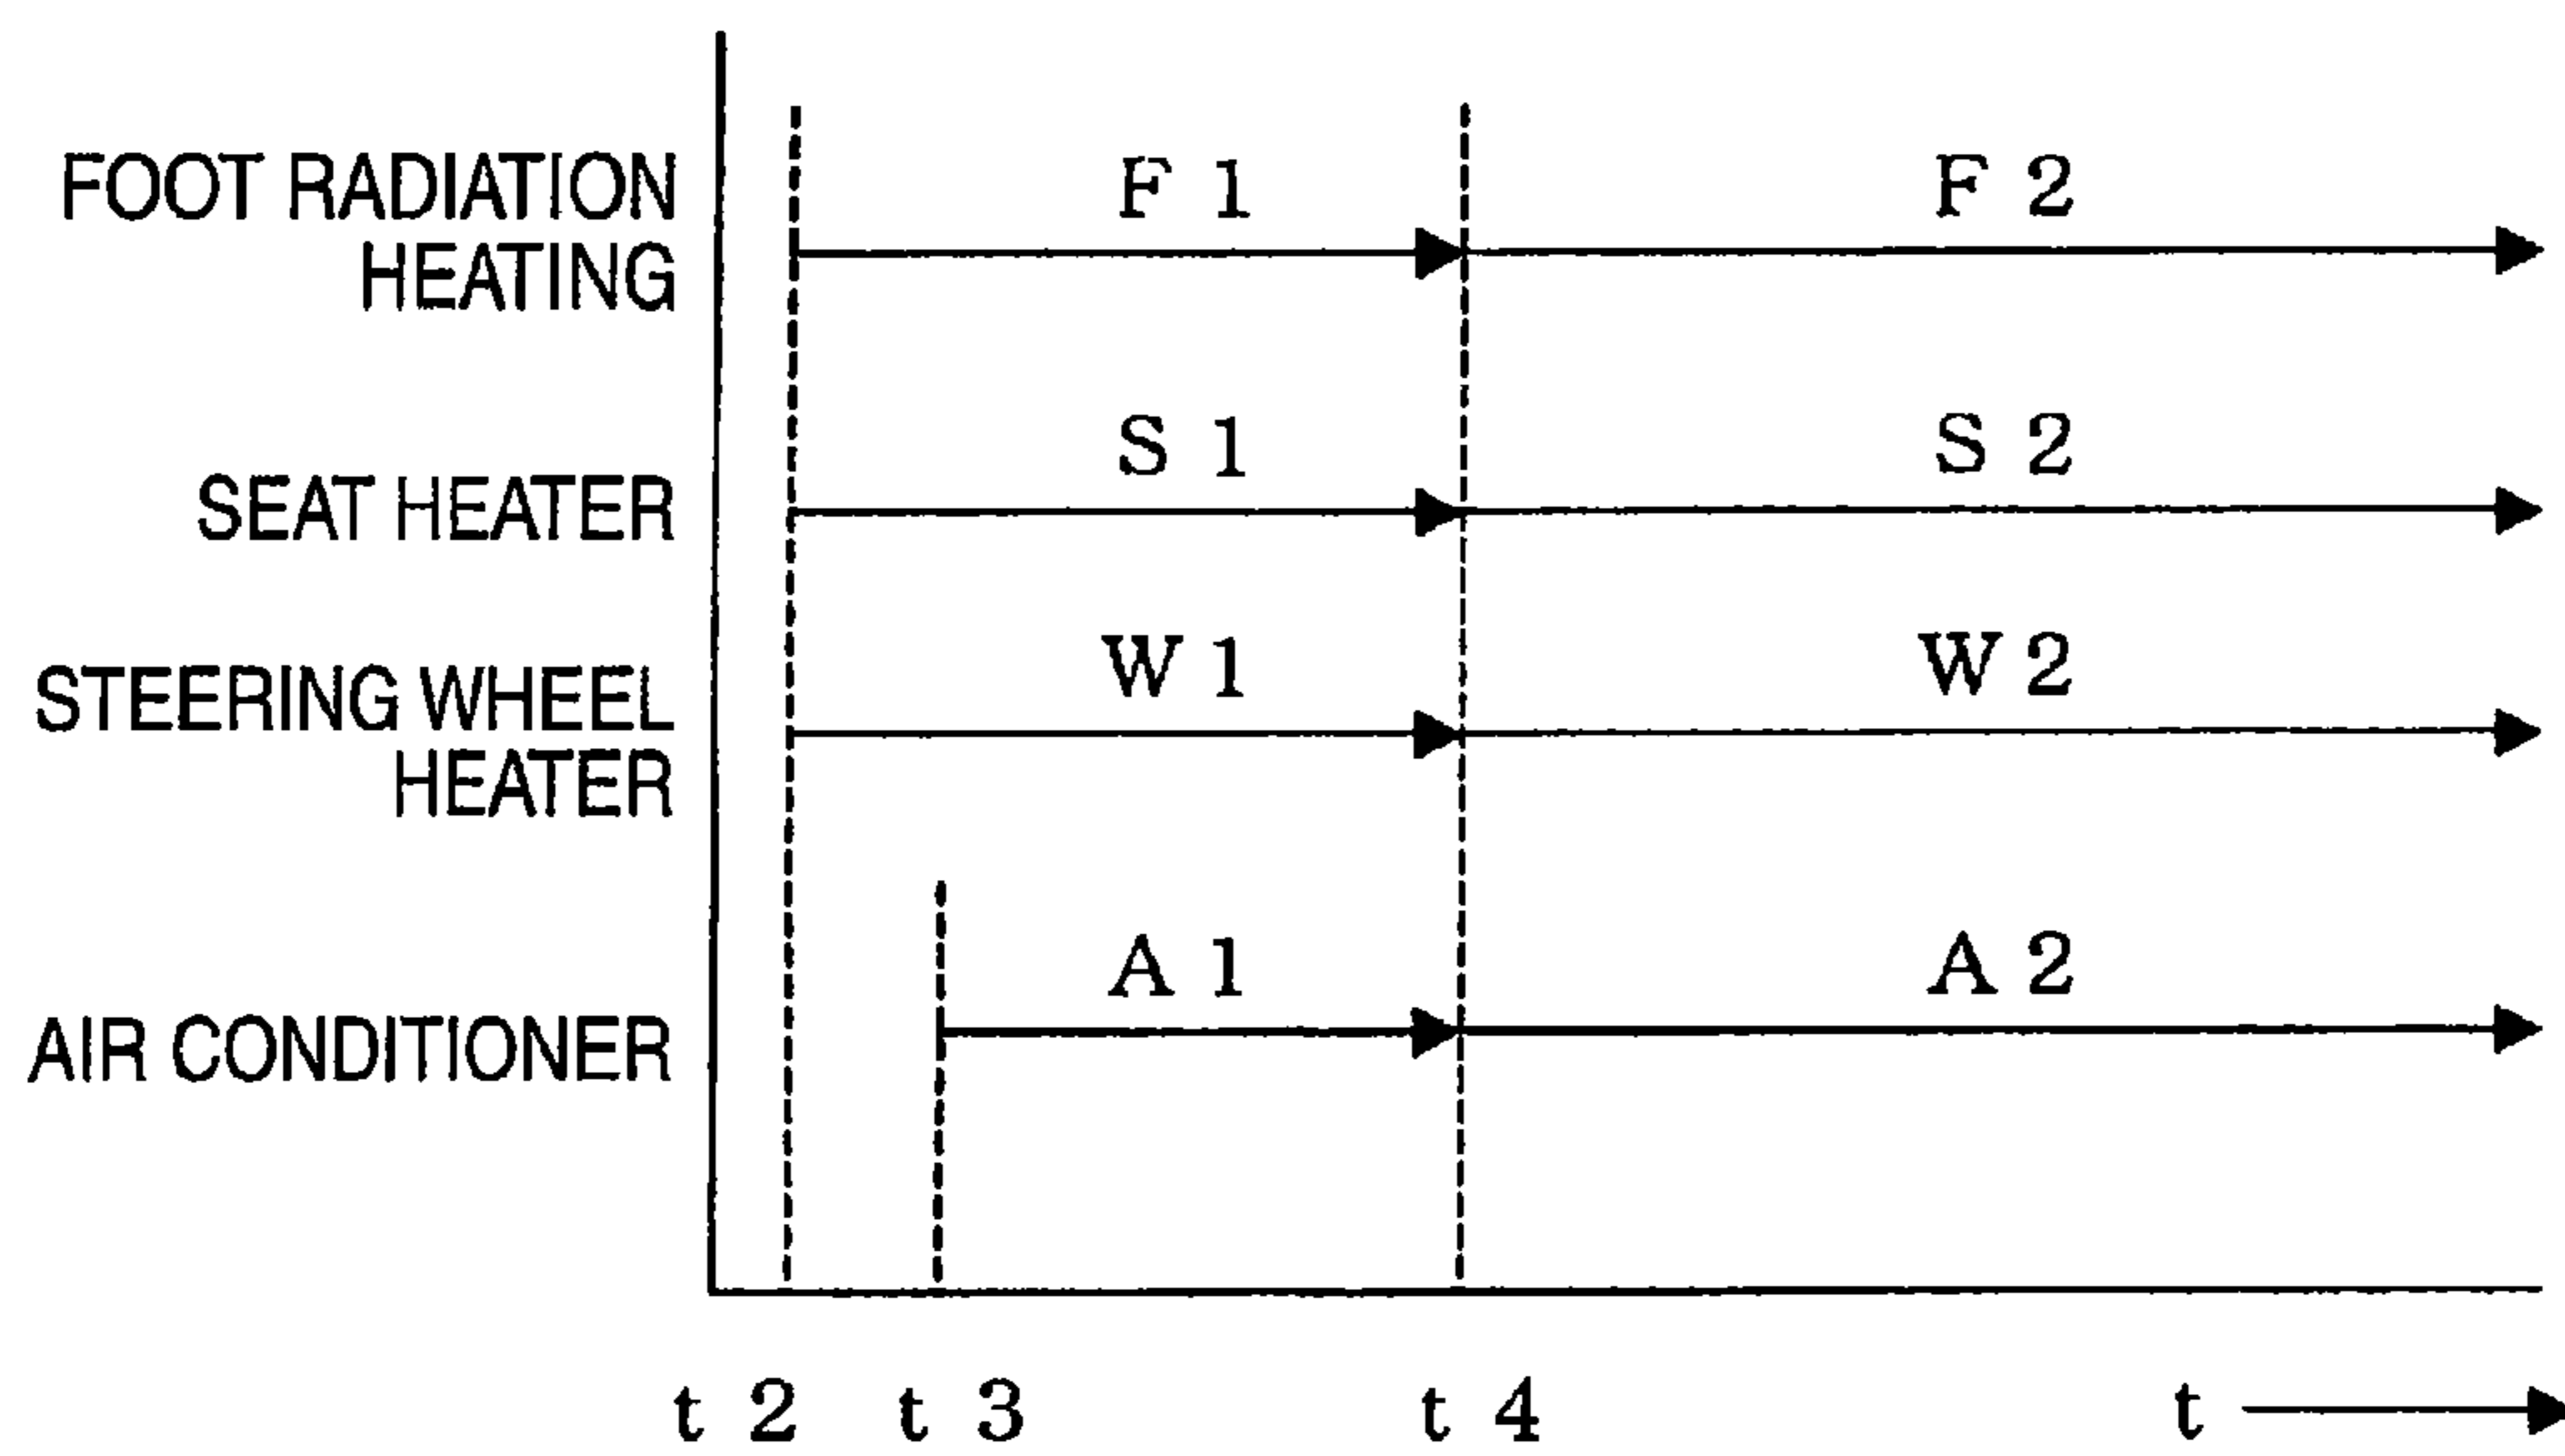 F 1 F 2
FOOT RADIATION
HEATING
S 1 S 2
SEAT HEATER
W 1 W 2
STEERING WHEEL
HEATER
A 1 A 2
AIR CONDITIONER
t 2 t 3 t 4 t